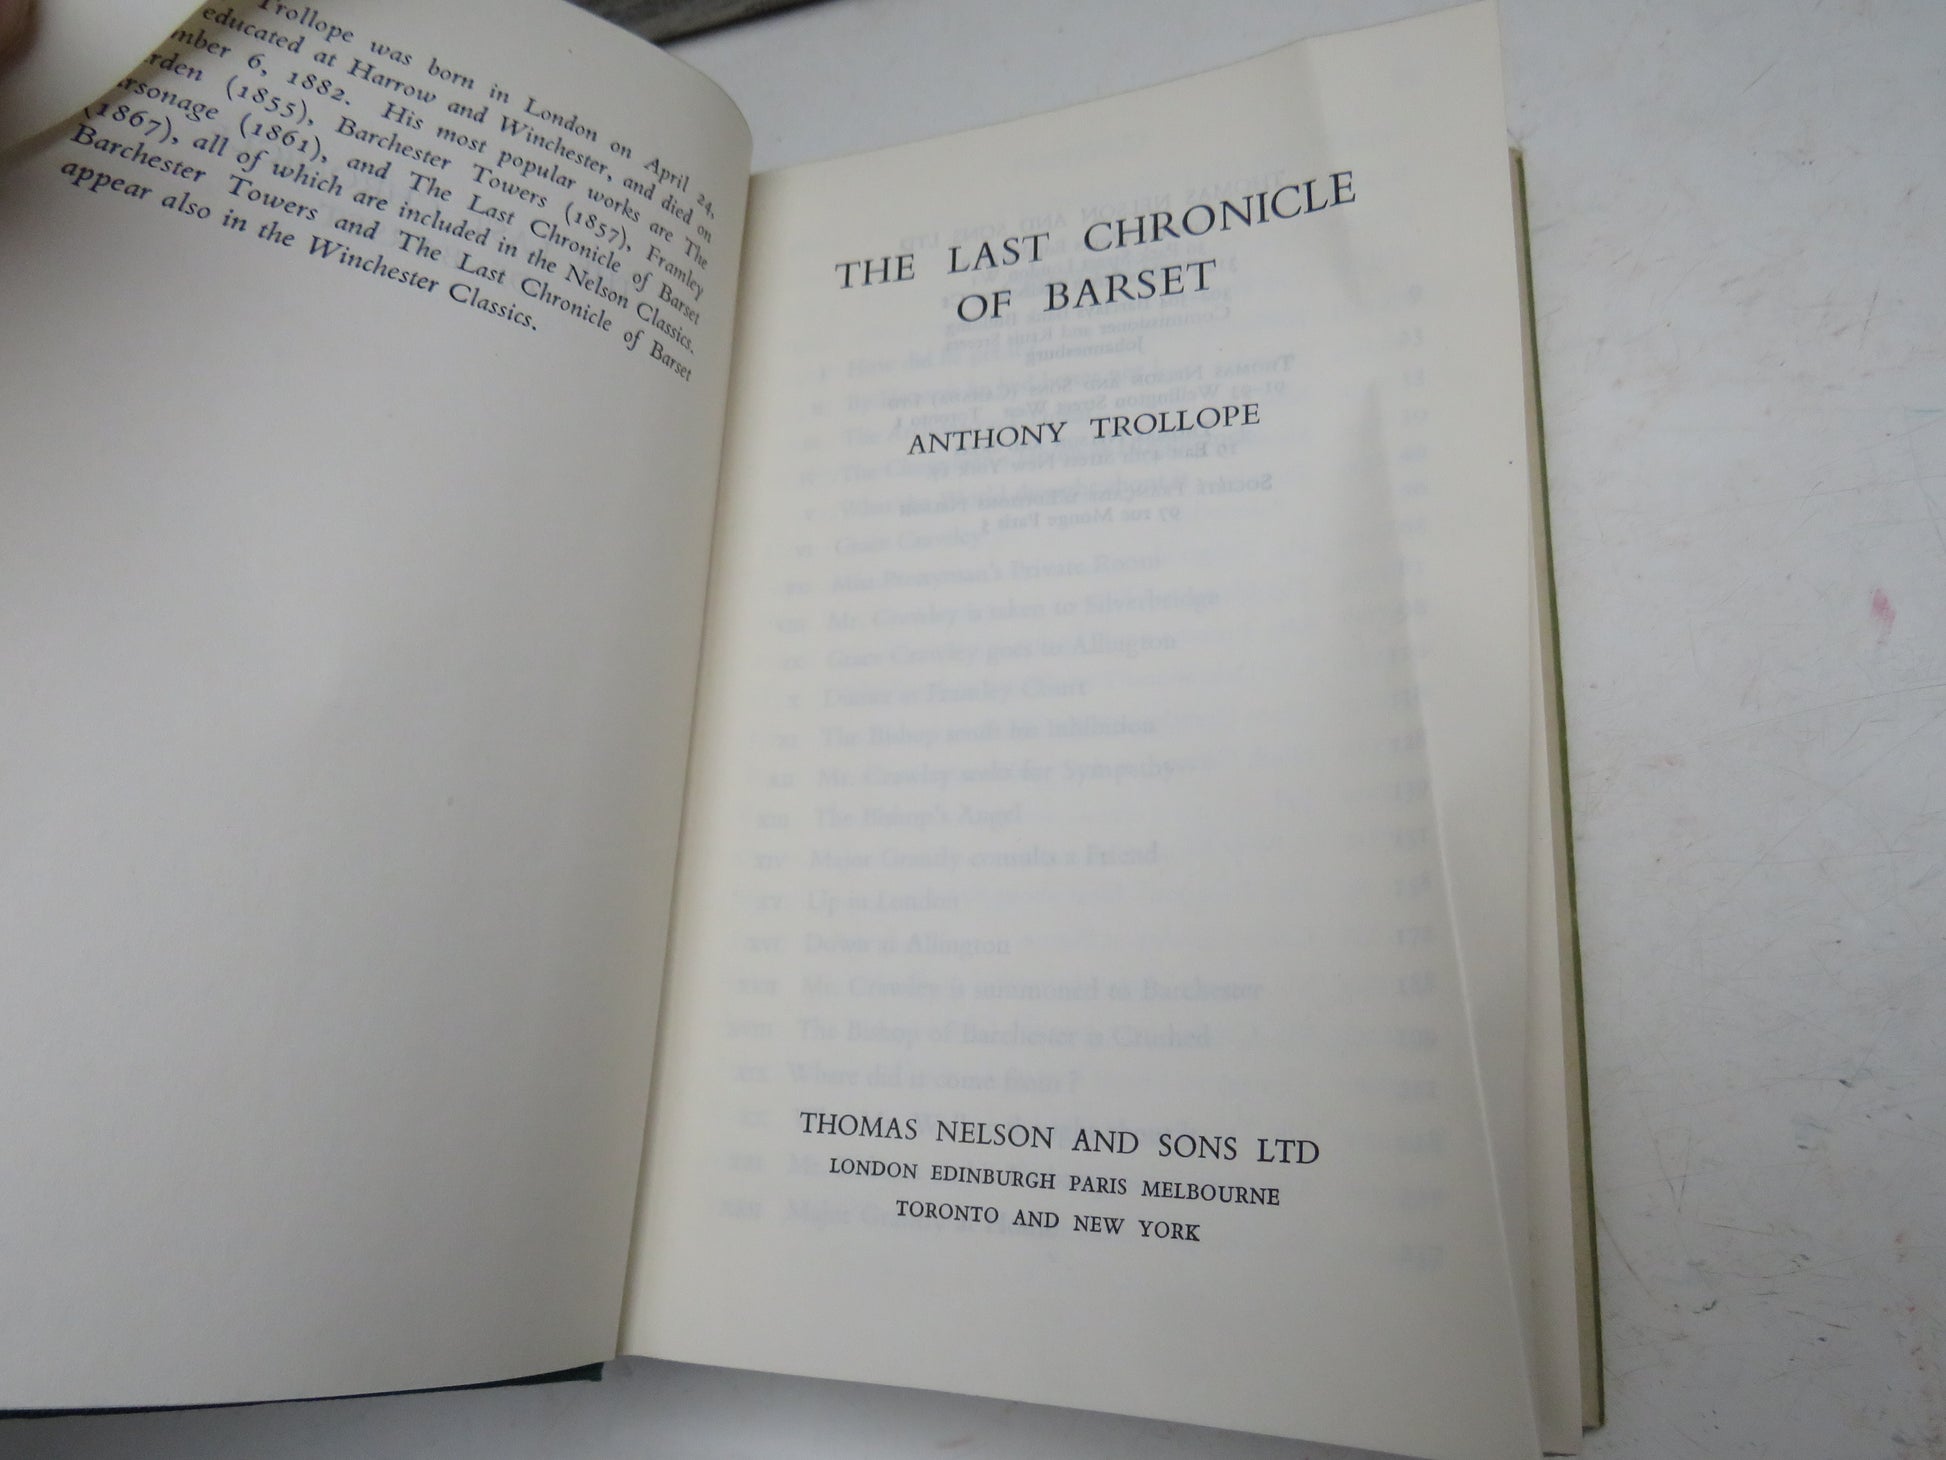 Trollope was born in London on April 24,
educated at Harrow and Winchester, and died on
mber 6, 1882. His most popular works are The
rden (1855), Barchester Towers (1857), Framley
rsonage (1861), and The Last Chronicle of Barset
(1867), all of which are included in the Nelson Classics.
Barchester Towers and The Last Chronicle of Barset
appear also in the Winchester Classics.
THE LAST CHRONICLE
OF BARSET
ANTHONY TROLLOPE
THOMAS NELSON AND SONS LTD
LONDON EDINBURGH PARIS MELBOURNE
TORONTO AND NEW YORK